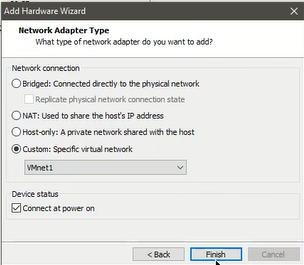 Add Hardware Wizard
Network Adapter Type
What type of network adapter do you want to add?
Network connection
Bridged: Connected directly to the physical network
Replicate physical network connection state
NAT: Used to share the host's IP address
Host-only: A private network shared with the host
Custom: Specific virtual network
VMnet1
Device status
Connect at power on
< Back Finish Cancel